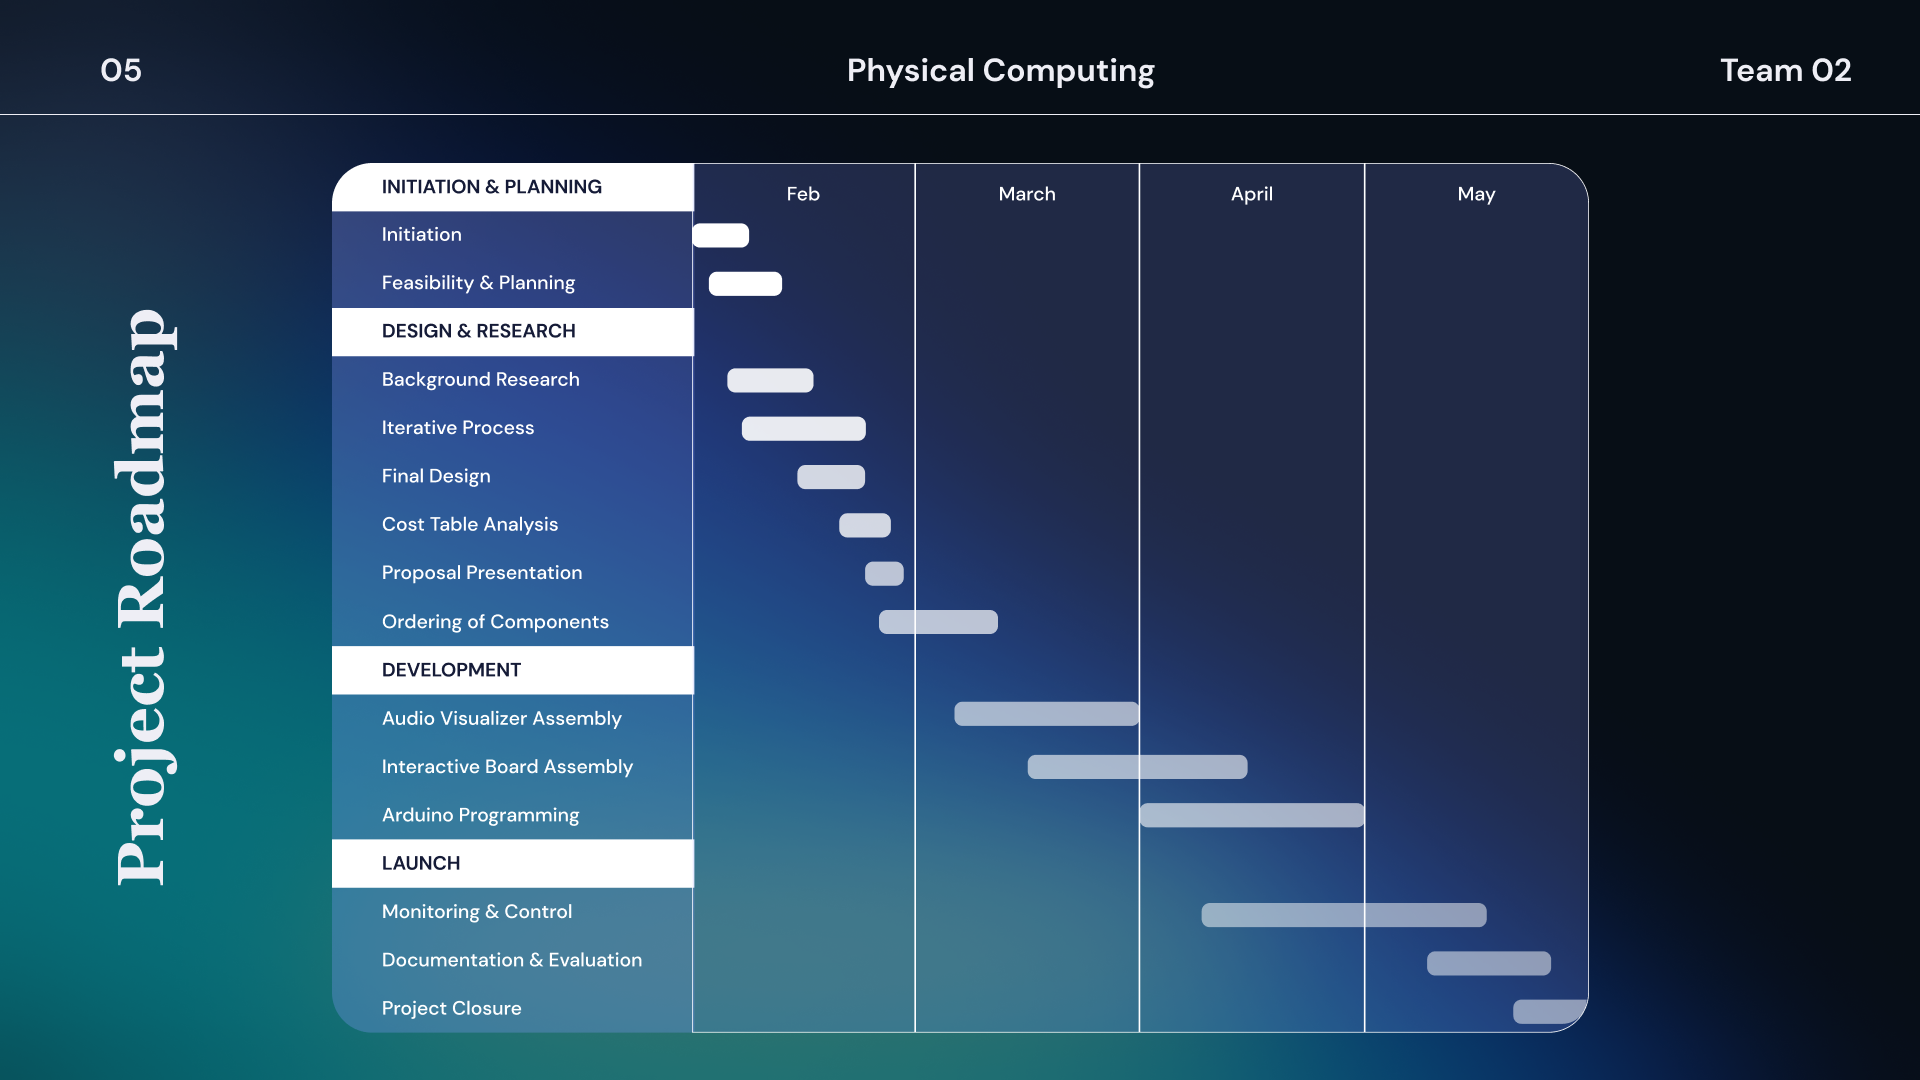 05
Physical Computing
Team 02
Project Roadmap
INITIATION & PLANNING
Feb
March
April
May
Initiation
Feasibility & Planning
DESIGN & RESEARCH
Background Research
Iterative Process
Final Design
Cost Table Analysis
Proposal Presentation
Ordering of Components
DEVELOPMENT
Audio Visualizer Assembly
Interactive Board Assembly
Arduino Programming
LAUNCH
Monitoring & Control
Documentation & Evaluation
Project Closure